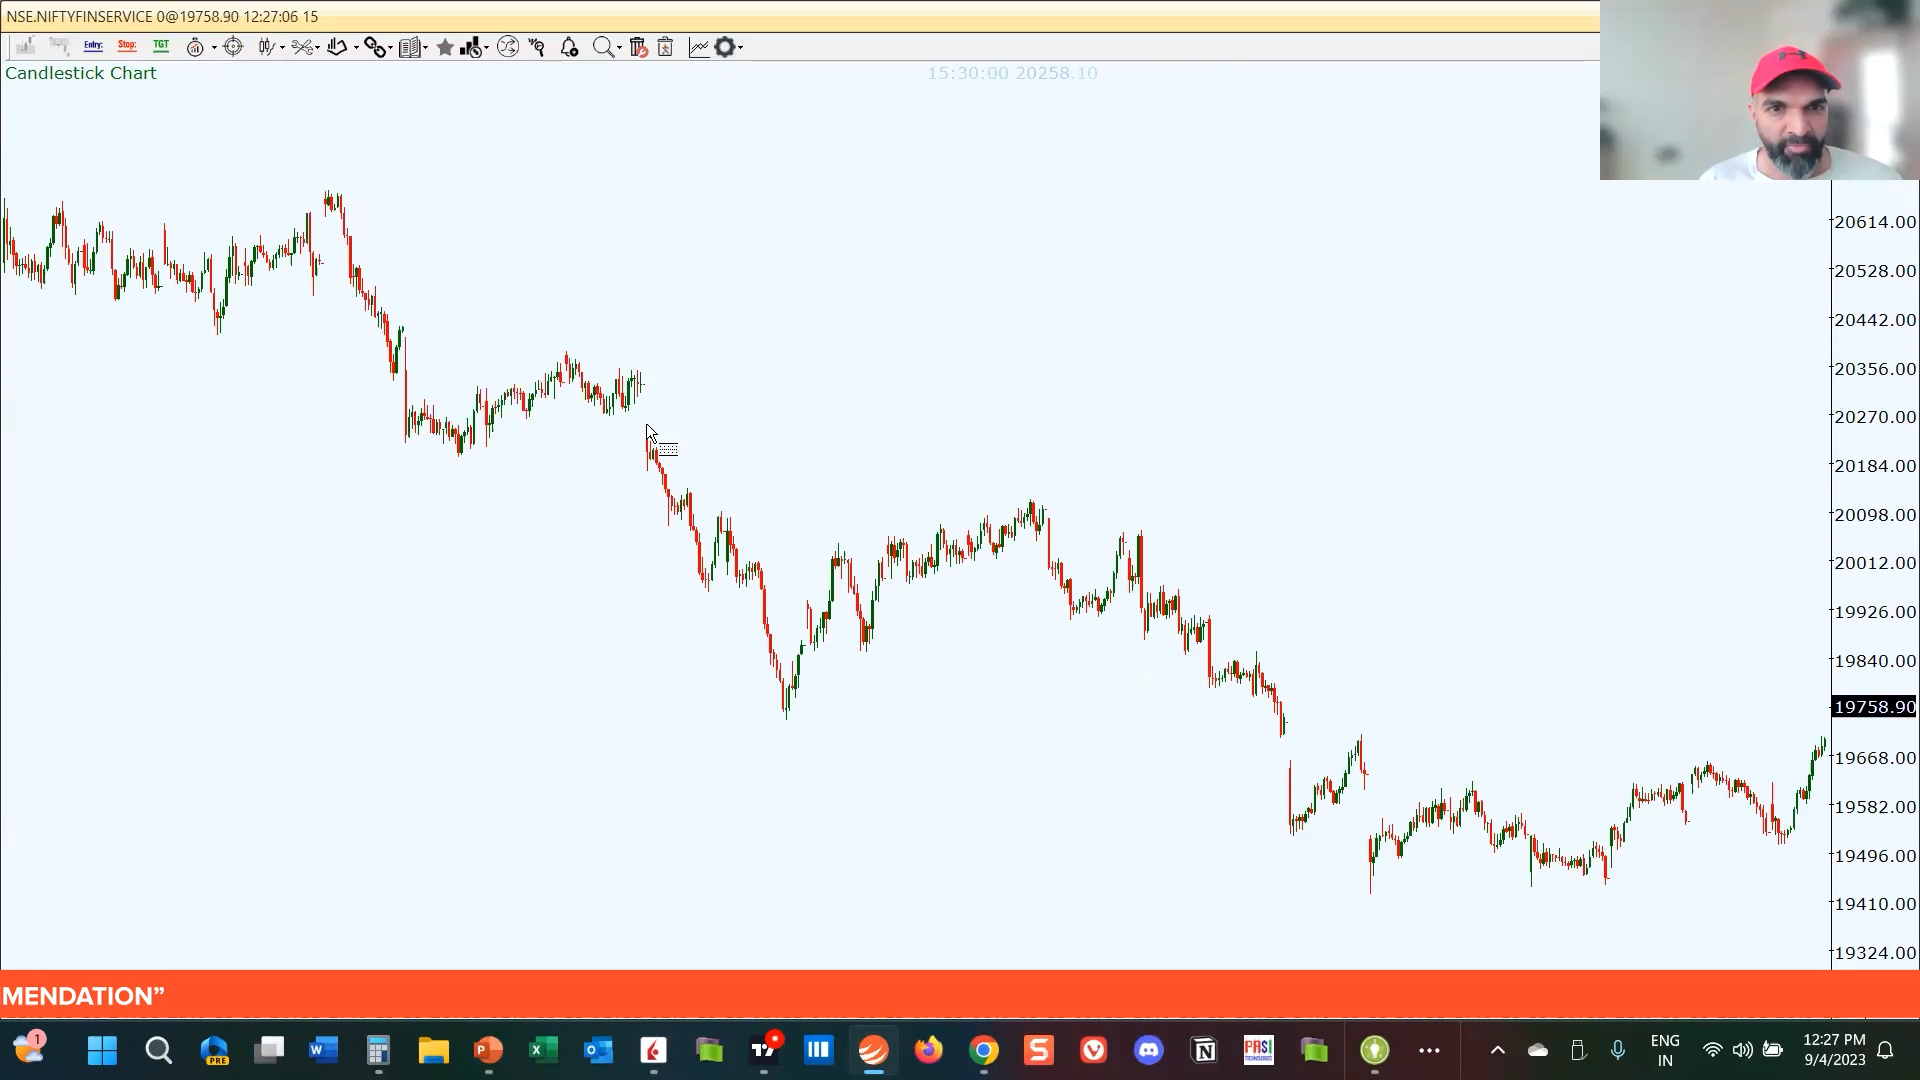 NSE.NIFTYFINSERVICE 0@19758.90 12:27:06 15
Entry: Stop: TGT
Candlestick Chart
15:30:00 20258.10
20614.00
20528.00
20442.00
20356.00
20270.00
20184.00
20098.00
20012.00
19926.00
19840.00
19758.90
19668.00
19582.00
19496.00
19410.00
19324.00
MENDATION”
1
PRE
ENG
IN
12:27 PM
9/4/2023